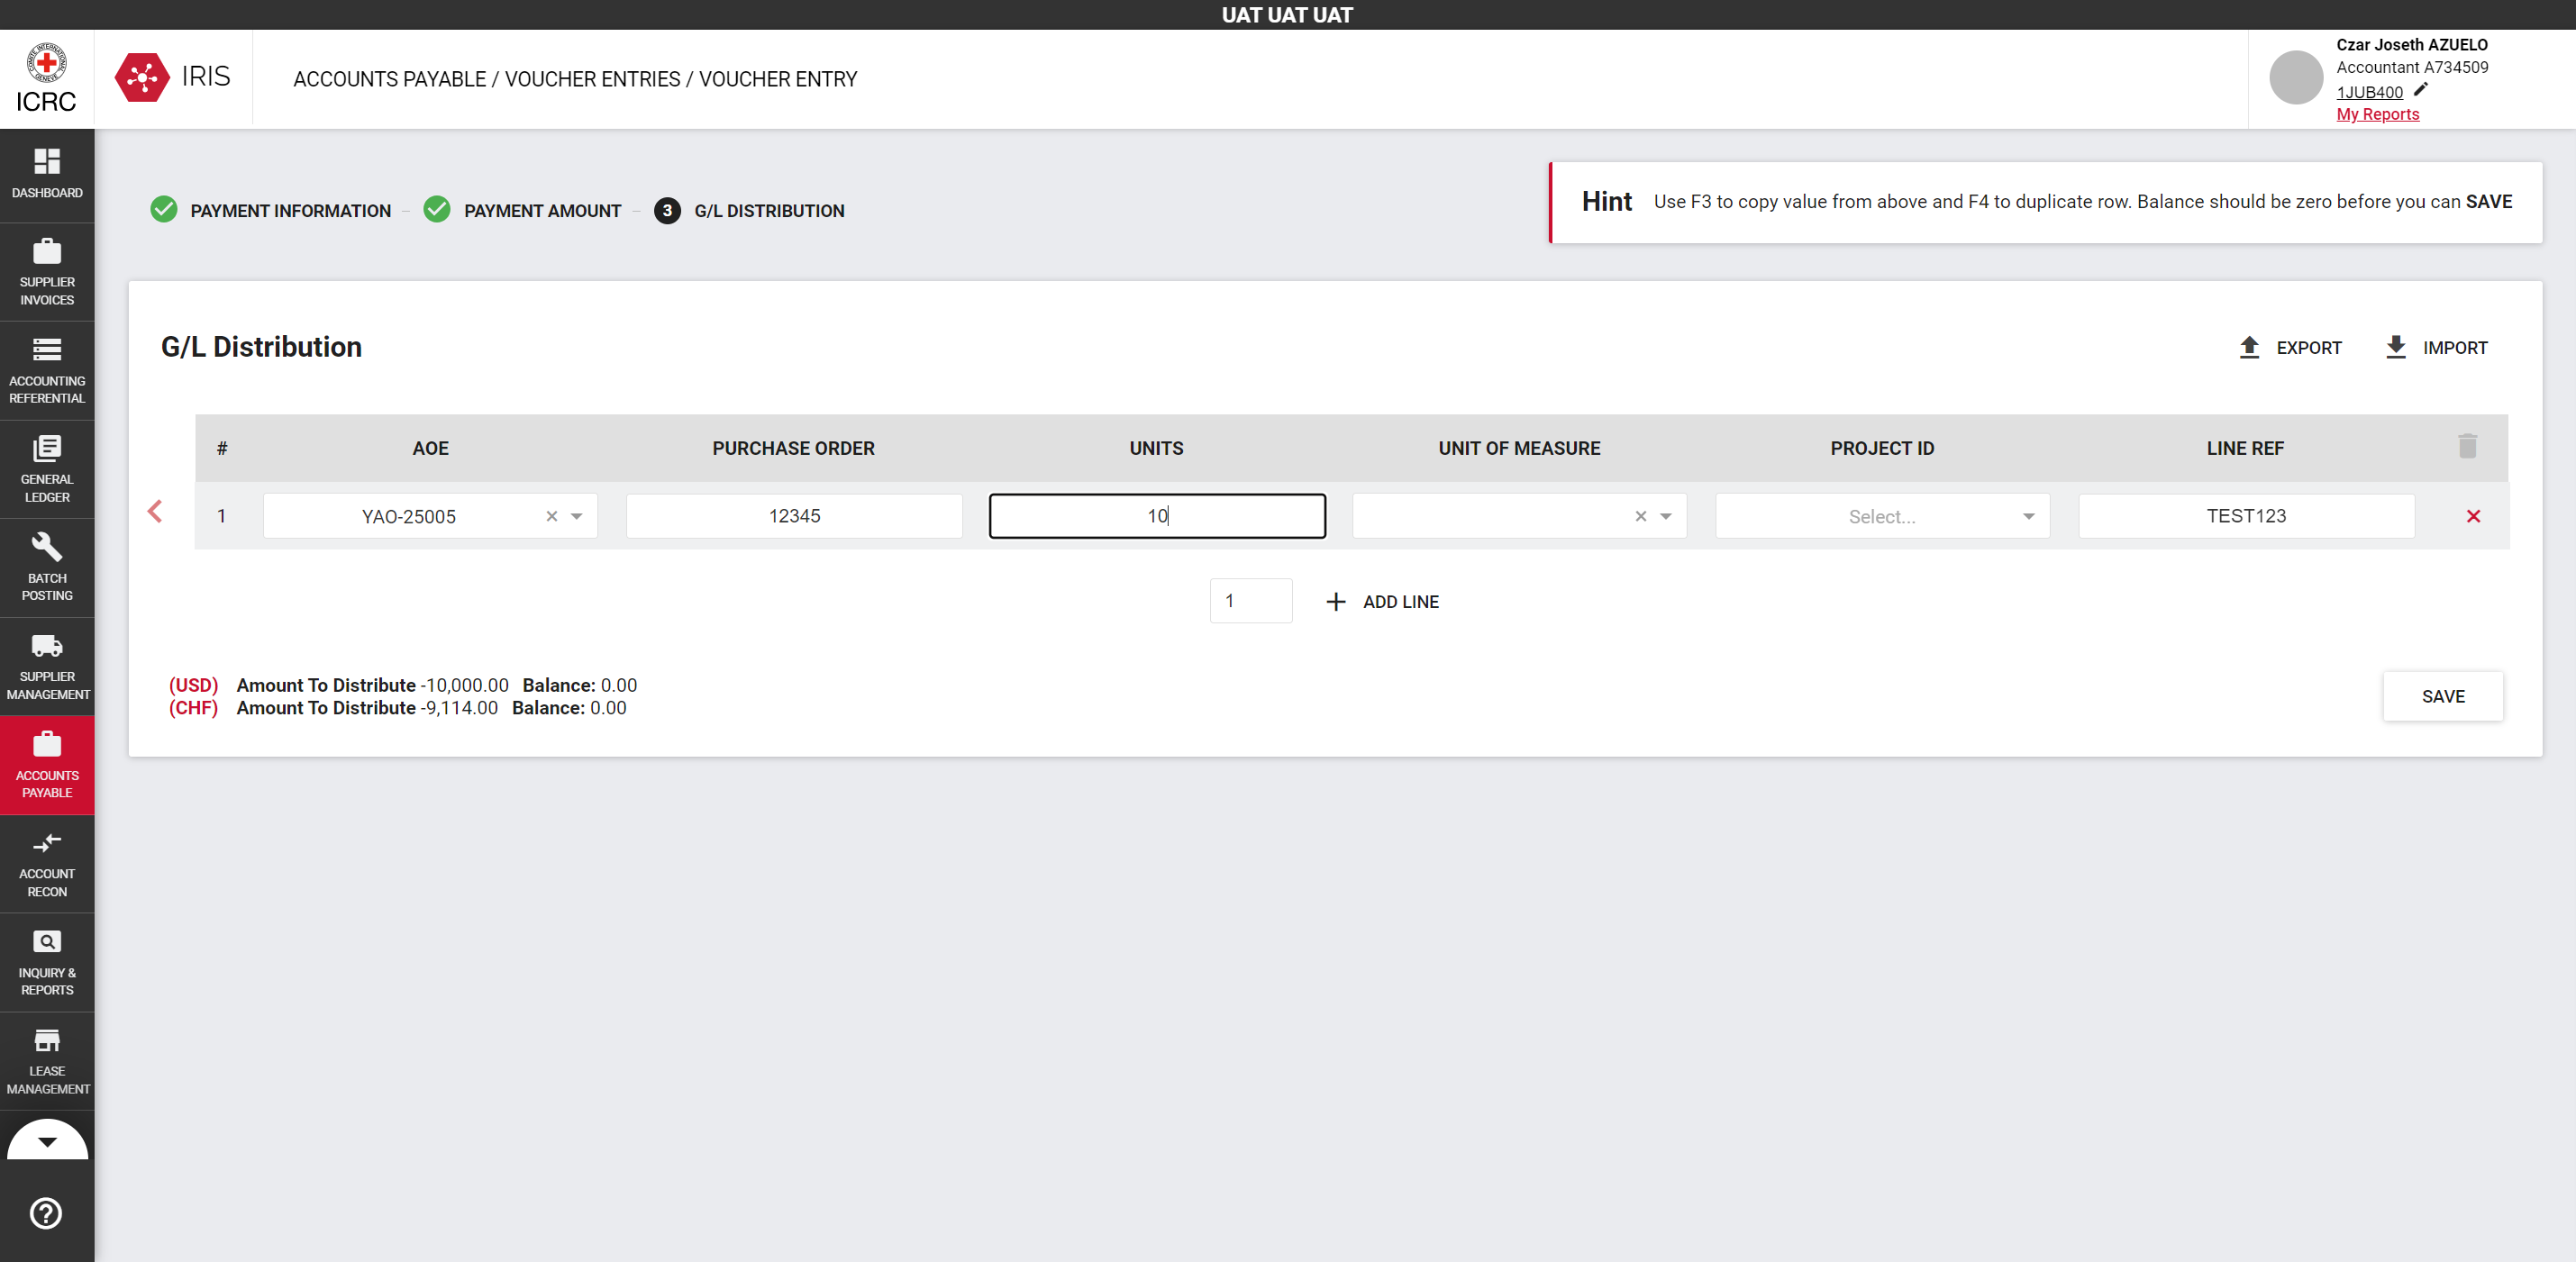 UAT UAT UAT
COMITE INTERNATIONAL GENEVE
ICRC
IRIS
ACCOUNTS PAYABLE / VOUCHER ENTRIES / VOUCHER ENTRY
Czar Joseth AZUELO
Accountant A734509
1JUB400
My Reports
DASHBOARD
SUPPLIER
INVOICES
ACCOUNTING
REFERENTIAL
GENERAL
LEDGER
BATCH
POSTING
SUPPLIER
MANAGEMENT
ACCOUNTS
PAYABLE
ACCOUNT
RECON
INQUIRY &
REPORTS
LEASE
MANAGEMENT
PAYMENT INFORMATION – PAYMENT AMOUNT – 3 G/L DISTRIBUTION
Hint Use F3 to copy value from above and F4 to duplicate row. Balance should be zero before you can SAVE
G/L Distribution
EXPORT IMPORT
# AOE PURCHASE ORDER UNITS UNIT OF MEASURE PROJECT ID LINE REF
1 YAO-25005 12345 10 Select... TEST123
1 + ADD LINE
(USD) Amount To Distribute -10,000.00 Balance: 0.00
(CHF) Amount To Distribute -9,114.00 Balance: 0.00
SAVE